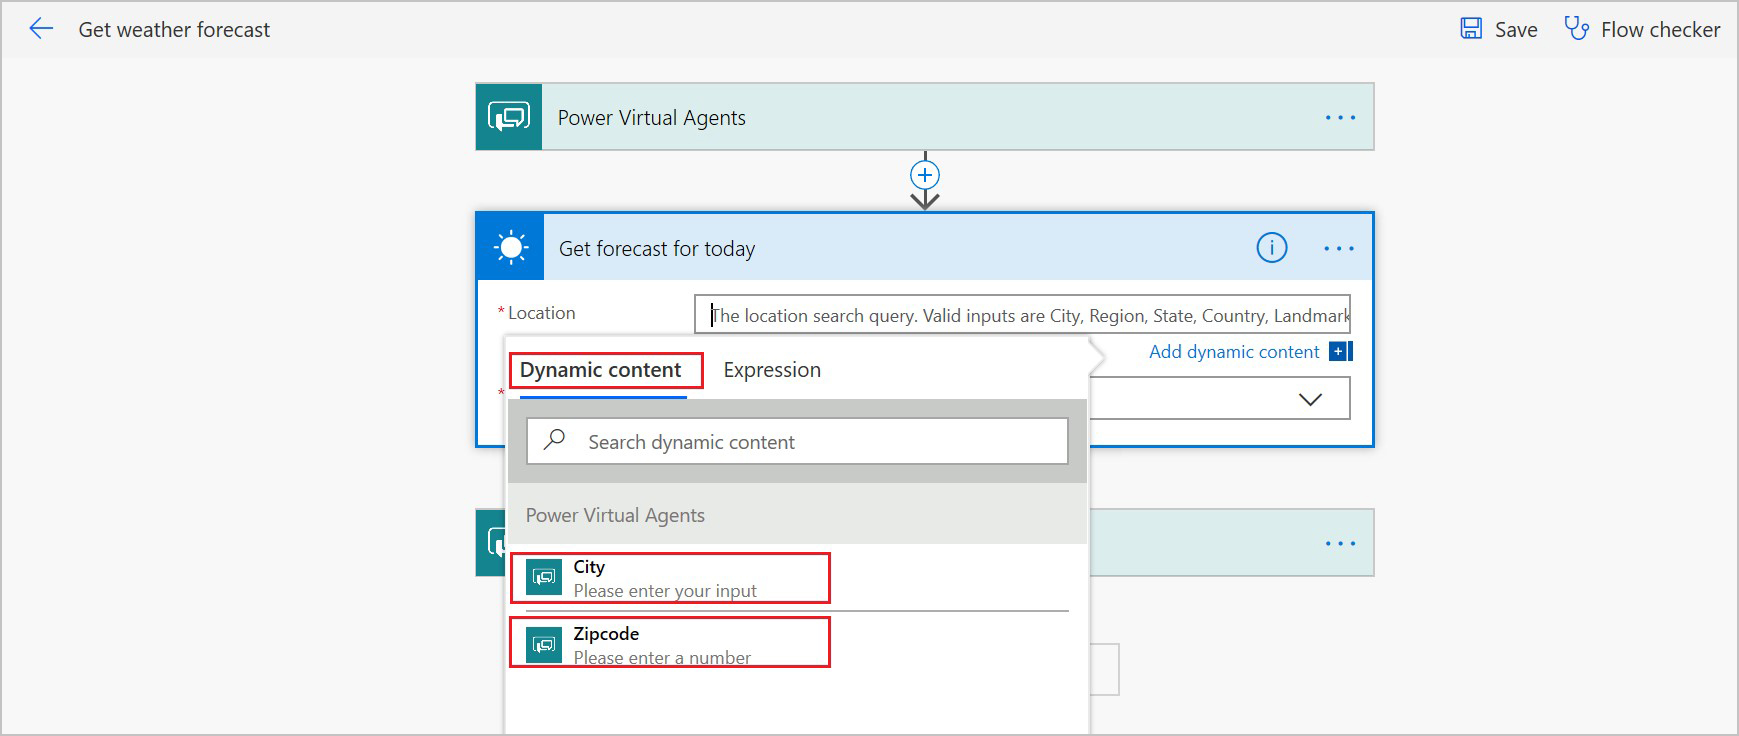 Get weather forecast
Save
Flow checker
Power Virtual Agents
Get forecast for today
* Location
The location search query. Valid inputs are City, Region, State, Country, Landmark
Add dynamic content
Dynamic content
Expression
*
Search dynamic content
Power Virtual Agents
City
Please enter your input
Zipcode
Please enter a number